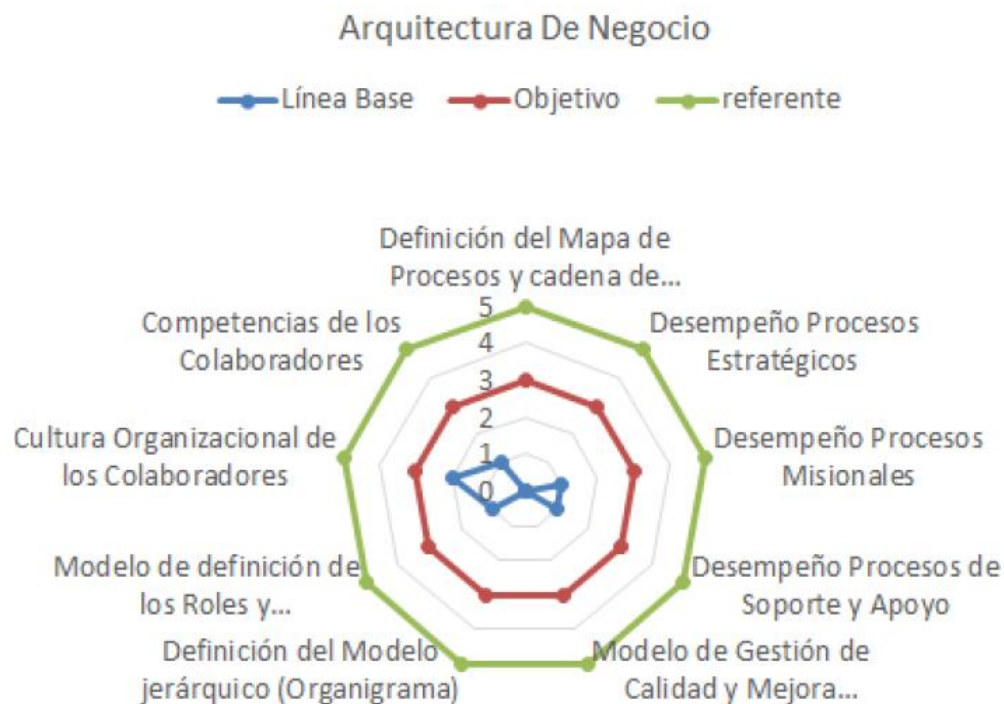 Arquitectura De Negocio
Línea Base
Objetivo
referente
Definición del Mapa de
Procesos y cadena de...
Desempeño Procesos
Estratégicos
Desempeño Procesos
Misionales
Desempeño Procesos de
Soporte y Apoyo
Modelo de Gestión de
Calidad y Mejora...
Definición del Modelo
jerárquico (Organigrama)
Modelo de definición de
los Roles y...
Cultura Organizacional de
los Colaboradores
Competencias de los
Colaboradores
5
4
3
2
1
0